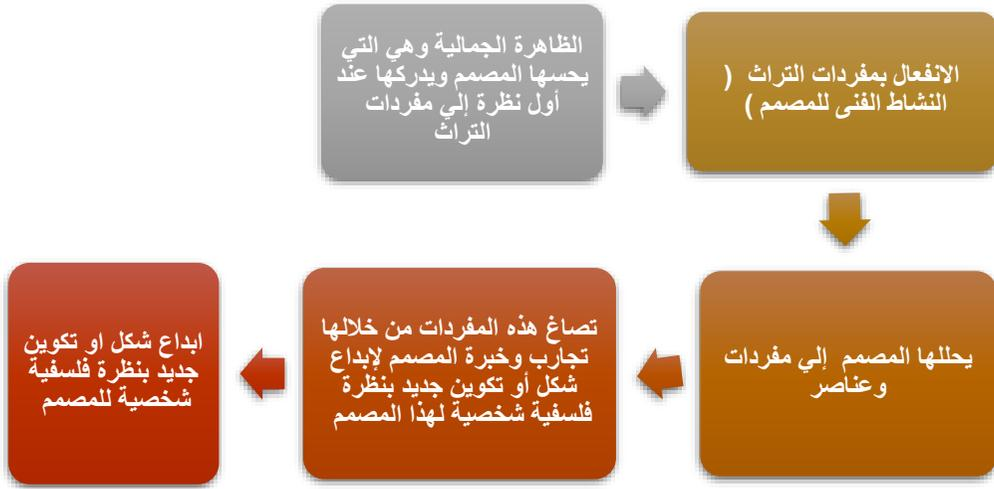 الظاهرة الجمالية وهي التي
يحسها المصمم ويدركها عند
أول نظرة إلي مفردات
التراث
الانفعال بمفردات التراث (
النشاط الفنى للمصمم )
يحللها المصمم إلي مفردات
وعناصر
تصاغ هذه المفردات من خلالها
تجارب وخبرة المصمم لإبداع
شكل أو تكوين جديد بنظرة
فلسفية شخصية لهذا المصمم
ابداع شكل او تكوين
جديد بنظرة فلسفية
شخصية للمصمم